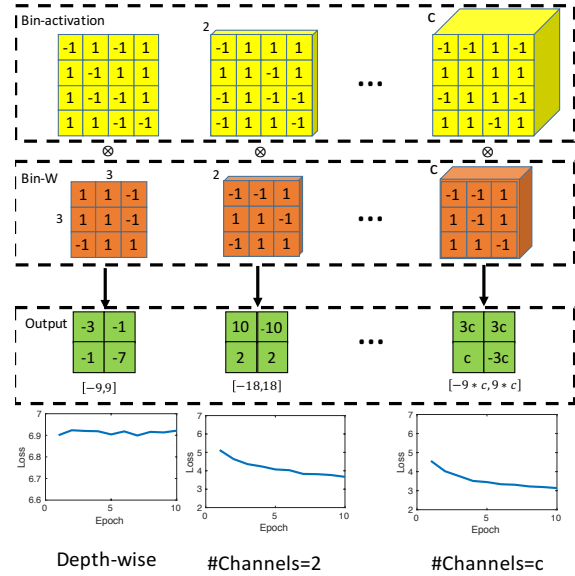 Bin-activation
2
C
-1 1 -1 1
1 -1 1 1
1 1 -1 1
-1 1 1 -1
-1 1 -1 1
1 1 -1 1
1 -1 1 -1
-1 1 1 1
...
-1 1 -1 1
1 -1 1 1
-1 1 1 -1
1 1 -1 1
⊗ ⊗ ⊗
Bin-W
3
3
2
C
1 1 -1
1 1 -1
-1 1 1
-1 -1 1
1 1 -1
1 1 1
...
-1 -1 1
1 -1 1
1 1 -1
Output
-3 -1
-1 -7
10 -10
2 2
...
3c 3c
c -3c
[−9,9]
[−18,18]
[−9 ∗ c, 9 ∗ c]
7
6.9
6.8
6.7
6.6
Loss
0 5 10
Epoch
5
4
3
2
Loss
0 5 10
Epoch
7
6
5
4
3
2
Loss
0 5 10
Epoch
Depth-wise
#Channels=2
#Channels=c